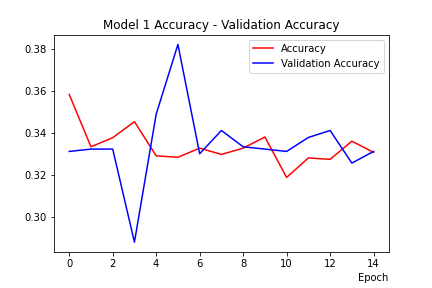 Model 1 Accuracy - Validation Accuracy
Accuracy
Validation Accuracy
0.38
0.36
0.34
0.32
0.30
0 2 4 6 8 10 12 14
Epoch